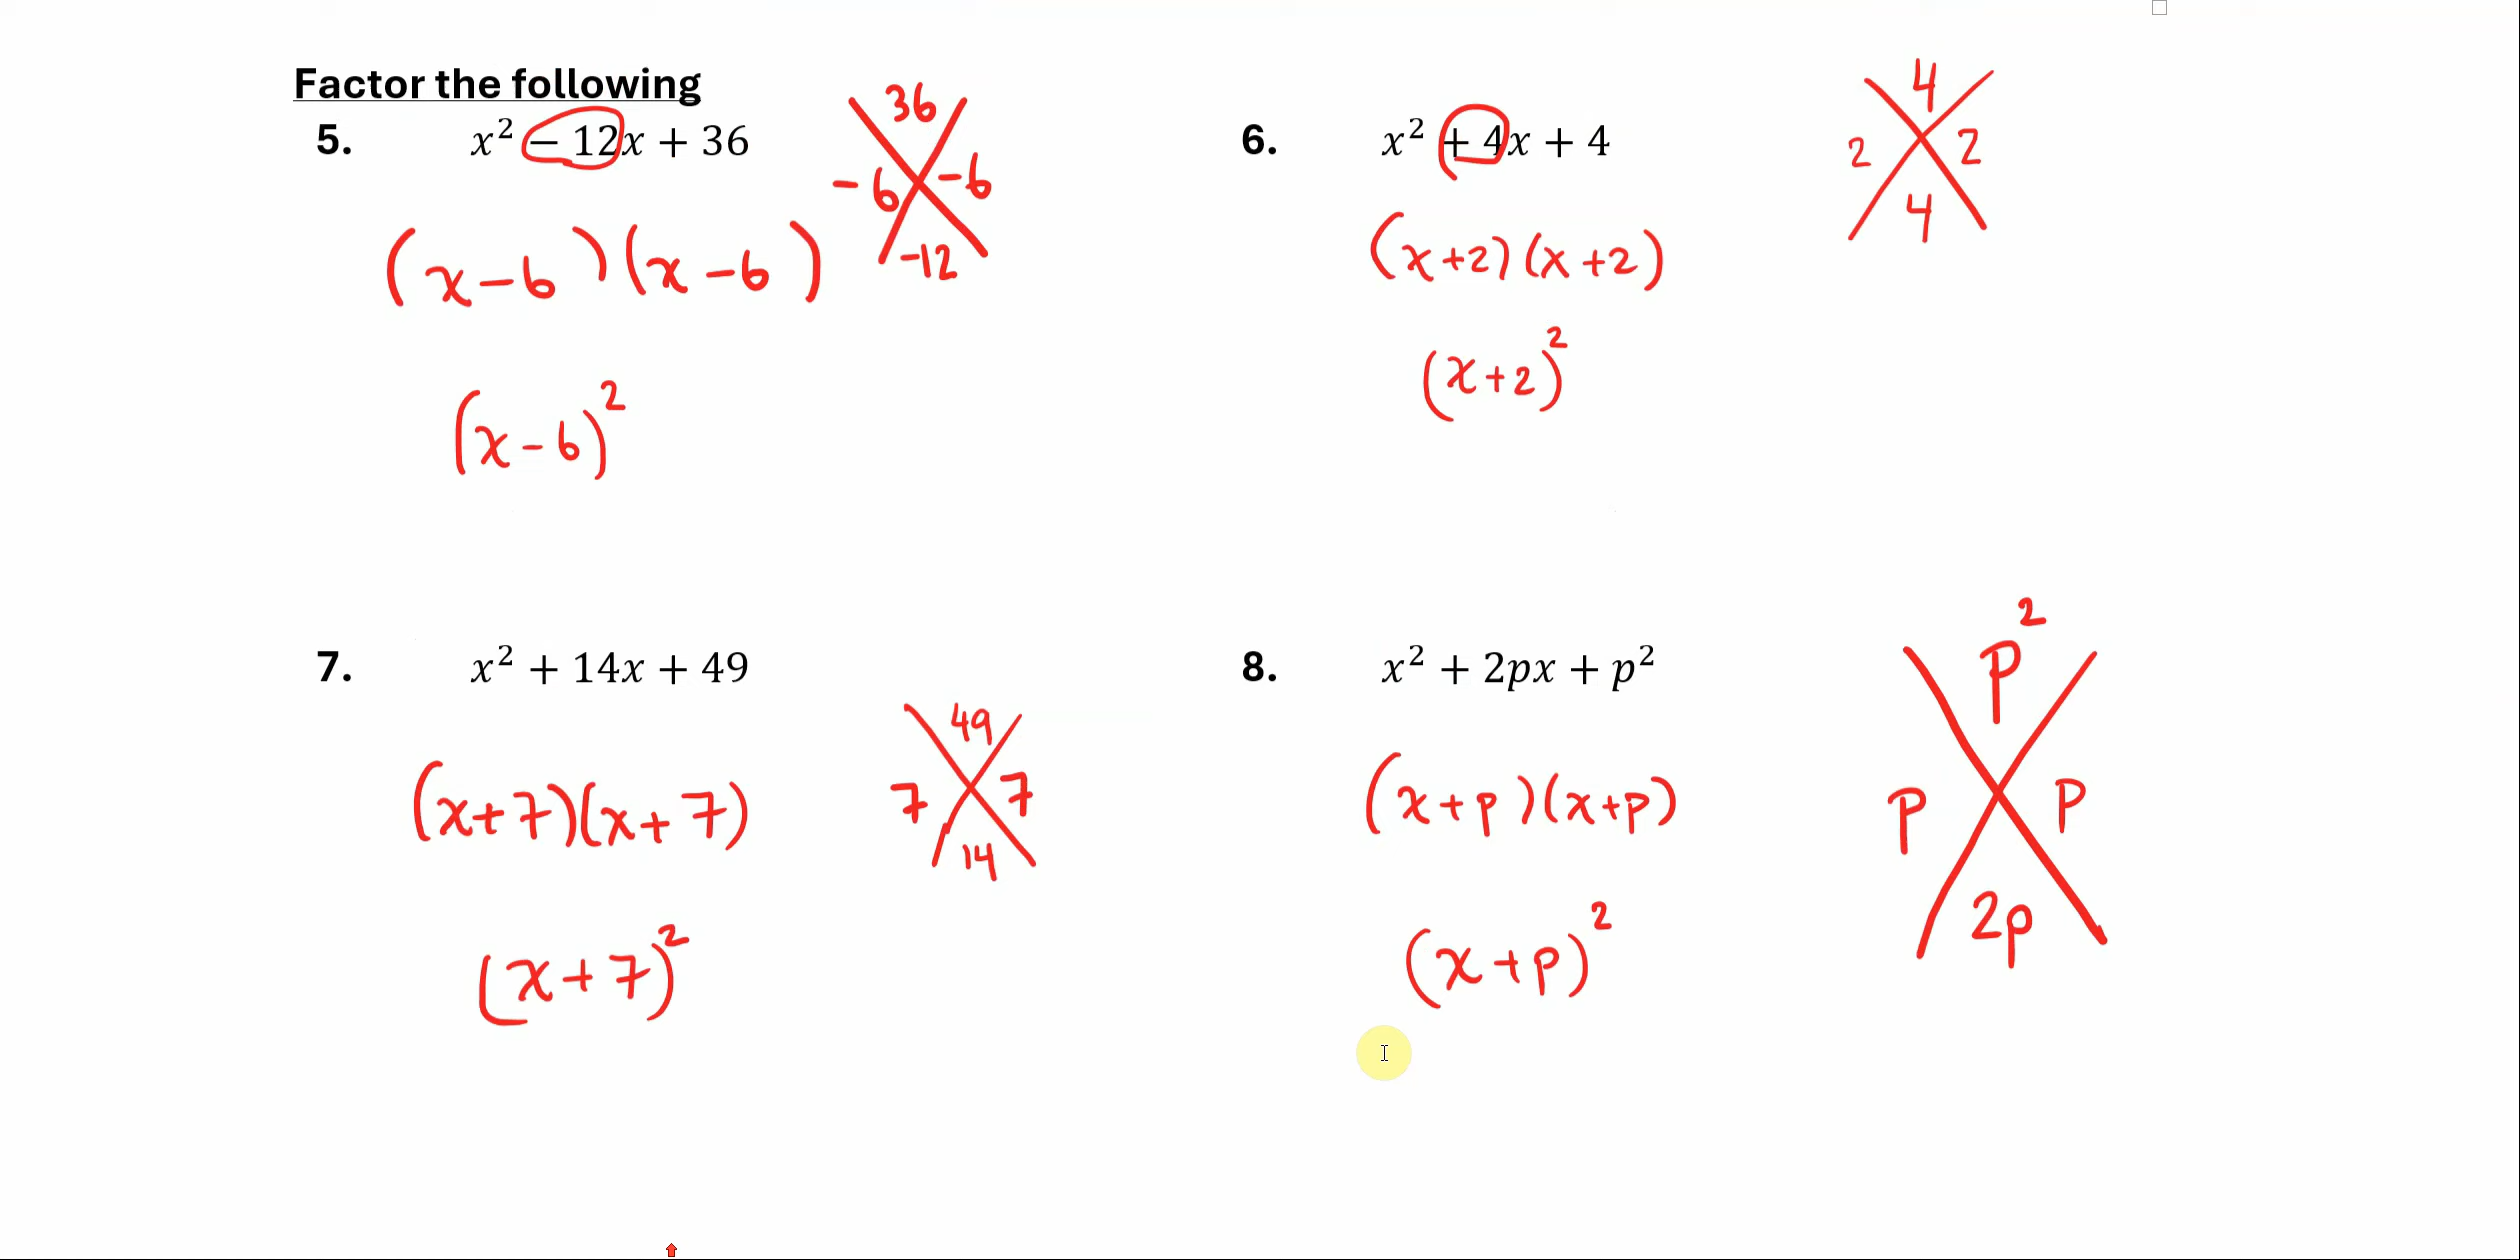 Factor the following
5. x² − 12x + 36
36
−6 −6
−12
(x−6)(x−6)
(x−6)²
6. x² + 4x + 4
4
2 2
4
(x+2)(x+2)
(x+2)²
7. x² + 14x + 49
49
7 7
14
(x+7)(x+7)
(x+7)²
8. x² + 2px + p²
p²
p p
2p
(x+p)(x+p)
(x+p)²